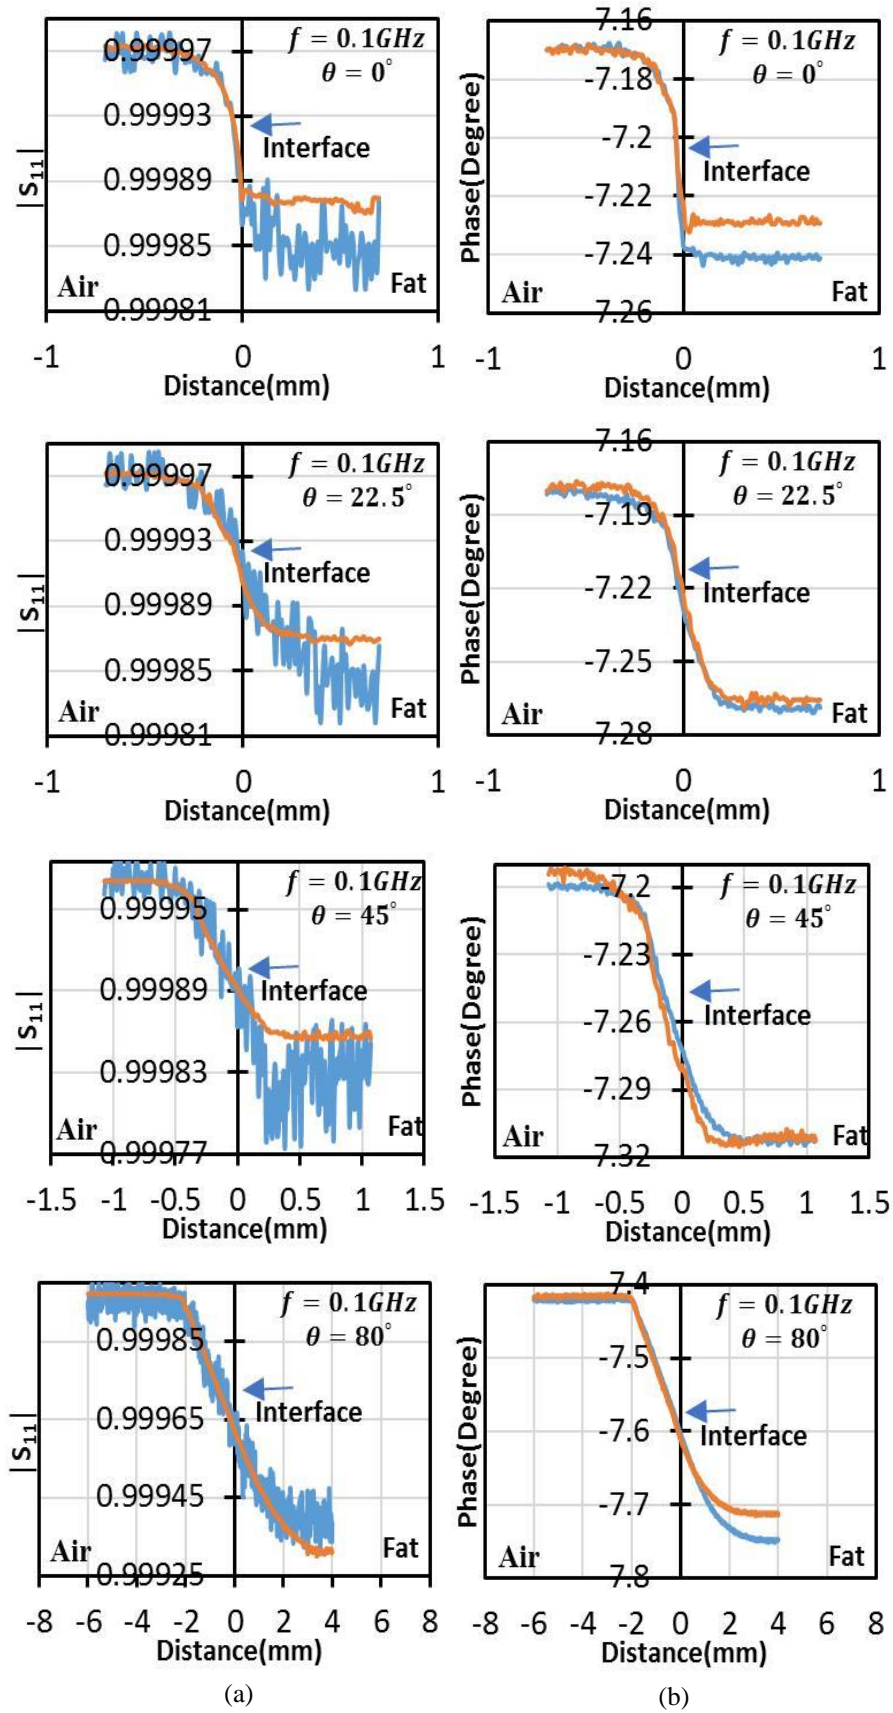 0.99997
f = 0.1GHz
θ = 0°
0.99993
Interface
0.99989
|S₁₁|
0.99985
Air
Fat
0.99981
-1 0 1
Distance(mm)
7.16
f = 0.1GHz
θ = 0°
-7.18
-7.2
Interface
Phase(Degree)
-7.22
-7.24
Air
Fat
7.26
-1 0 1
Distance(mm)
0.99997
f = 0.1GHz
θ = 22.5°
0.99993
Interface
0.99989
|S₁₁|
0.99985
Air
Fat
0.99981
-1 0 1
Distance(mm)
7.16
f = 0.1GHz
θ = 22.5°
-7.19
-7.22
Interface
Phase(Degree)
-7.25
Air
Fat
7.28
-1 0 1
Distance(mm)
f = 0.1GHz
0.99995
θ = 45°
0.99989
Interface
|S₁₁|
0.99983
Air
Fat
0.99977
-1.5 -1 -0.5 0 0.5 1 1.5
Distance(mm)
-7.2
f = 0.1GHz
θ = 45°
-7.23
Interface
-7.26
Phase(Degree)
-7.29
Air
Fat
7.32
-1.5 -1 -0.5 0 0.5 1 1.5
Distance(mm)
f = 0.1GHz
θ = 80°
0.99985
0.99965
Interface
|S₁₁|
0.99945
Air
Fat
0.99925
-8 -6 -4 -2 0 2 4 6 8
Distance(mm)
7.4
f = 0.1GHz
θ = 80°
-7.5
-7.6
Interface
Phase(Degree)
-7.7
Air
Fat
7.8
-8 -6 -4 -2 0 2 4 6 8
Distance(mm)
(a)
(b)